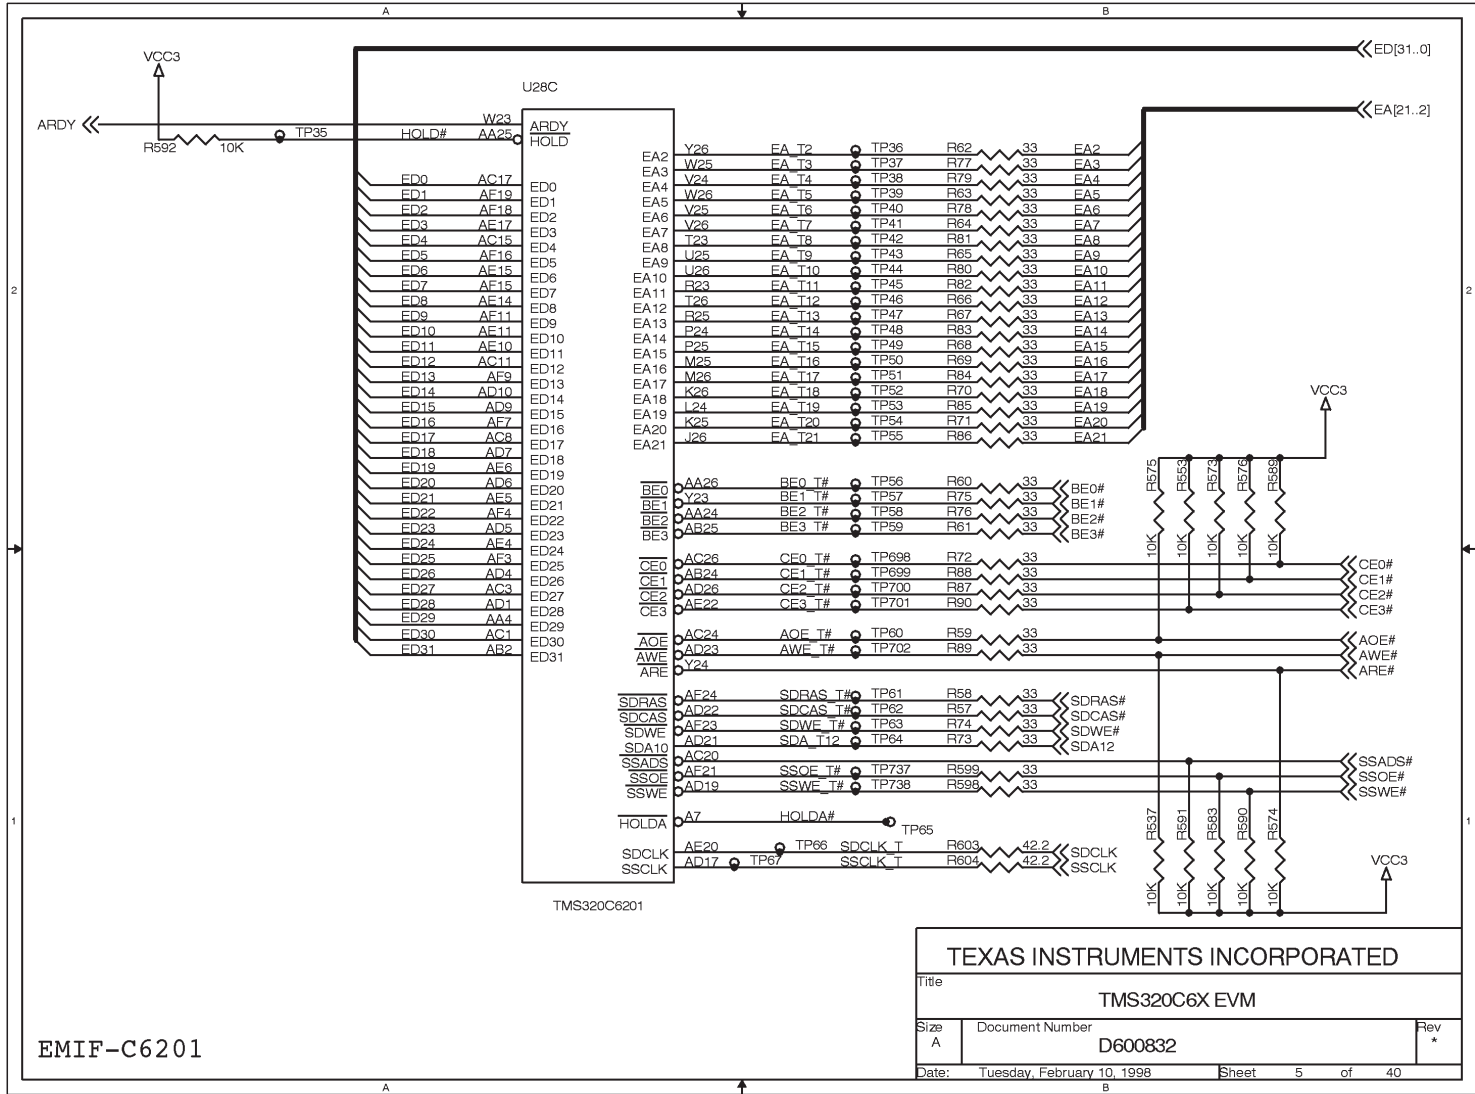 A B
VCC3
ED[31..0]
U28C
EA[21..2]
ARDY W23 ARDY
R592 10K TP35 HOLD# AA25 HOLD
EA2 Y26 EA_T2 TP36 R62 33 EA2
EA3 W25 EA_T3 TP37 R77 33 EA3
EA4 V24 EA_T4 TP38 R79 33 EA4
EA5 W26 EA_T5 TP39 R63 33 EA5
EA6 V25 EA_T6 TP40 R78 33 EA6
EA7 V26 EA_T7 TP41 R64 33 EA7
EA8 T23 EA_T8 TP42 R81 33 EA8
EA9 U25 EA_T9 TP43 R65 33 EA9
EA10 U26 EA_T10 TP44 R80 33 EA10
EA11 R23 EA_T11 TP45 R82 33 EA11
EA12 T26 EA_T12 TP46 R66 33 EA12
EA13 R25 EA_T13 TP47 R67 33 EA13
EA14 P24 EA_T14 TP48 R83 33 EA14
EA15 P25 EA_T15 TP49 R68 33 EA15
EA16 M25 EA_T16 TP50 R69 33 EA16
EA17 M26 EA_T17 TP51 R84 33 EA17
EA18 K26 EA_T18 TP52 R70 33 EA18
EA19 L24 EA_T19 TP53 R85 33 EA19
EA20 K25 EA_T20 TP54 R71 33 EA20
EA21 J26 EA_T21 TP55 R86 33 EA21
ED0 AC17 ED0
ED1 AF19 ED1
ED2 AF18 ED2
ED3 AE17 ED3
ED4 AC15 ED4
ED5 AF16 ED5
ED6 AE15 ED6
ED7 AF15 ED7
ED8 AE14 ED8
ED9 AF11 ED9
ED10 AE11 ED10
ED11 AE10 ED11
ED12 AC11 ED12
ED13 AF9 ED13
ED14 AD10 ED14
ED15 AD9 ED15
ED16 AF7 ED16
ED17 AC8 ED17
ED18 AD7 ED18
ED19 AE6 ED19
ED20 AD6 ED20
ED21 AE5 ED21
ED22 AF4 ED22
ED23 AD5 ED23
ED24 AE4 ED24
ED25 AF3 ED25
ED26 AD4 ED26
ED27 AC3 ED27
ED28 AD1 ED28
ED29 AA4 ED29
ED30 AC1 ED30
ED31 AB2 ED31
VCC3
R575 R553 R573 R576 R589
10K 10K 10K 10K 10K
BE0 AA26 BE0_T# TP56 R60 33 BE0#
BE1 Y23 BE1_T# TP57 R75 33 BE1#
BE2 AA24 BE2_T# TP58 R76 33 BE2#
BE3 AB25 BE3_T# TP59 R61 33 BE3#
CE0 AC26 CE0_T# TP698 R72 33 CE0#
CE1 AB24 CE1_T# TP699 R88 33 CE1#
CE2 AD26 CE2_T# TP700 R87 33 CE2#
CE3 AE22 CE3_T# TP701 R90 33 CE3#
AOE AC24 AOE_T# TP60 R59 33 AOE#
AWE AD23 AWE_T# TP702 R89 33 AWE#
ARE Y24 ARE#
SDRAS AF24 SDRAS_T# TP61 R58 33 SDRAS#
SDCAS AD22 SDCAS_T# TP62 R57 33 SDCAS#
SDWE AF23 SDWE_T# TP63 R74 33 SDWE#
SDA10 AD21 SDA_T12 TP64 R73 33 SDA12
SSADS AC20 SSADS#
SSOE AF21 SSOE_T# TP737 R599 33 SSOE#
SSWE AD19 SSWE_T# TP738 R598 33 SSWE#
HOLDA A7 HOLDA# TP65
SDCLK AE20 TP66 SDCLK_T R603 42.2 SDCLK
SSCLK AD17 TP67 SSCLK_T R604 42.2 SSCLK
R537 R591 R583 R590 R574
10K 10K 10K 10K 10K
VCC3
TMS320C6201
2 2
1 1
TEXAS INSTRUMENTS INCORPORATED
Title
TMS320C6X EVM
Size Document Number Rev
A D600832 *
Date: Tuesday, February 10, 1998 Sheet 5 of 40
EMIF-C6201
A B